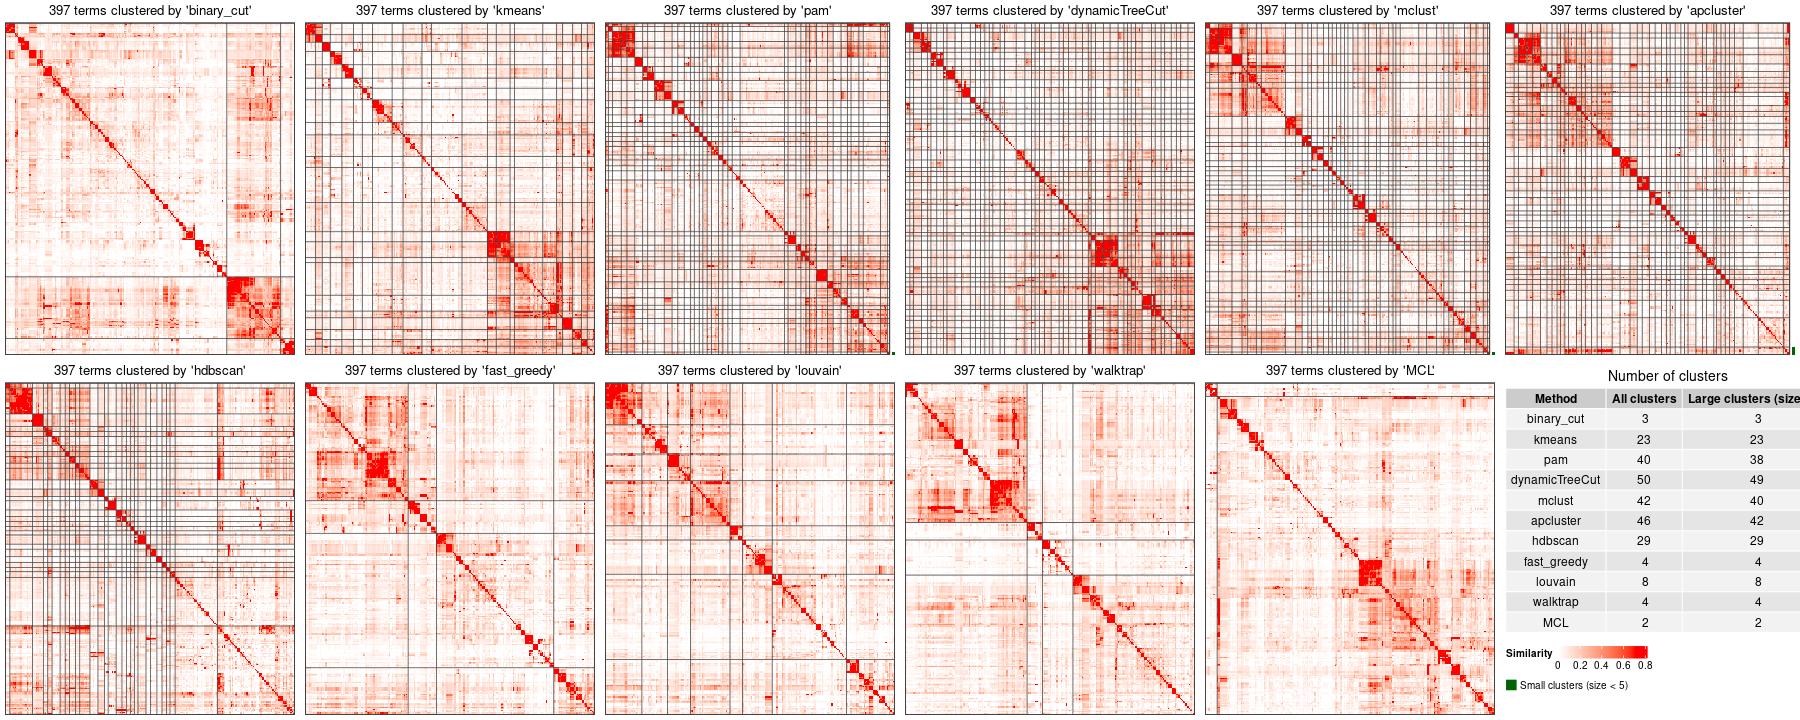 397 terms clustered by 'binary_cut'
397 terms clustered by 'kmeans'
397 terms clustered by 'pam'
397 terms clustered by 'dynamicTreeCut'
397 terms clustered by 'mclust'
397 terms clustered by 'apcluster'
397 terms clustered by 'hdbscan'
397 terms clustered by 'fast_greedy'
397 terms clustered by 'louvain'
397 terms clustered by 'walktrap'
397 terms clustered by 'MCL'
Number of clusters
Method All clusters Large clusters (size
binary_cut 3 3
kmeans 23 23
pam 40 38
dynamicTreeCut 50 49
mclust 42 40
apcluster 46 42
hdbscan 29 29
fast_greedy 4 4
louvain 8 8
walktrap 4 4
MCL 2 2
Similarity
0 0.2 0.4 0.6 0.8
Small clusters (size < 5)